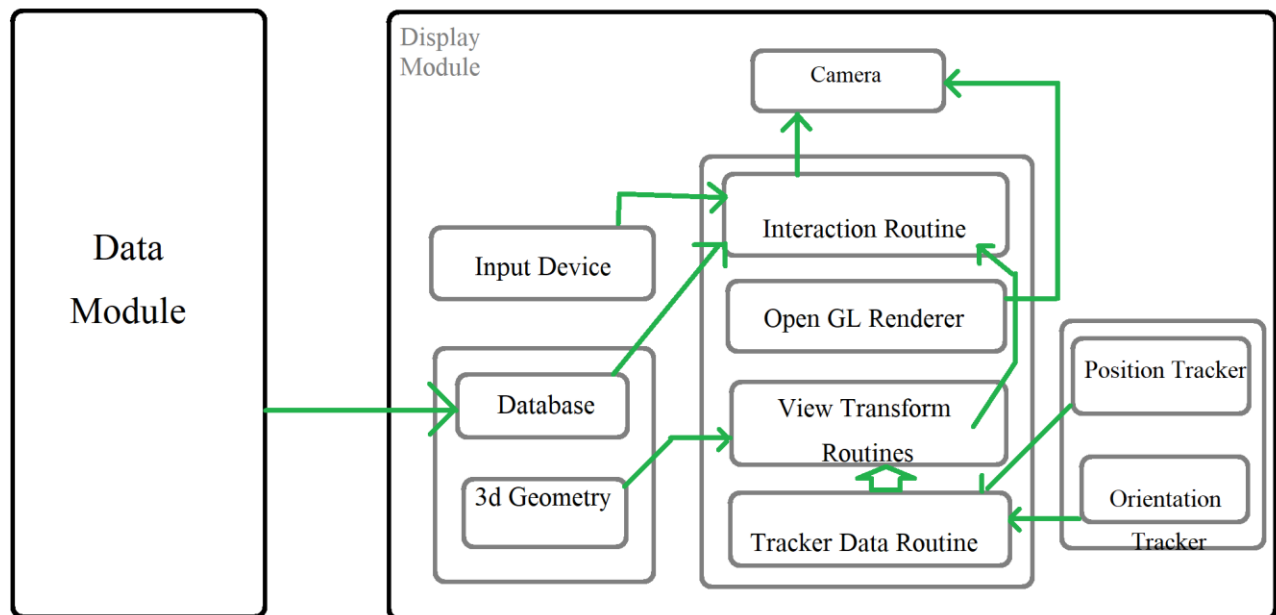 Data
Module
Display
Module
Camera
Interaction Routine
Input Device
Open GL Renderer
Database
3d Geometry
View Transform
Routines
Tracker Data Routine
Position Tracker
Orientation
Tracker